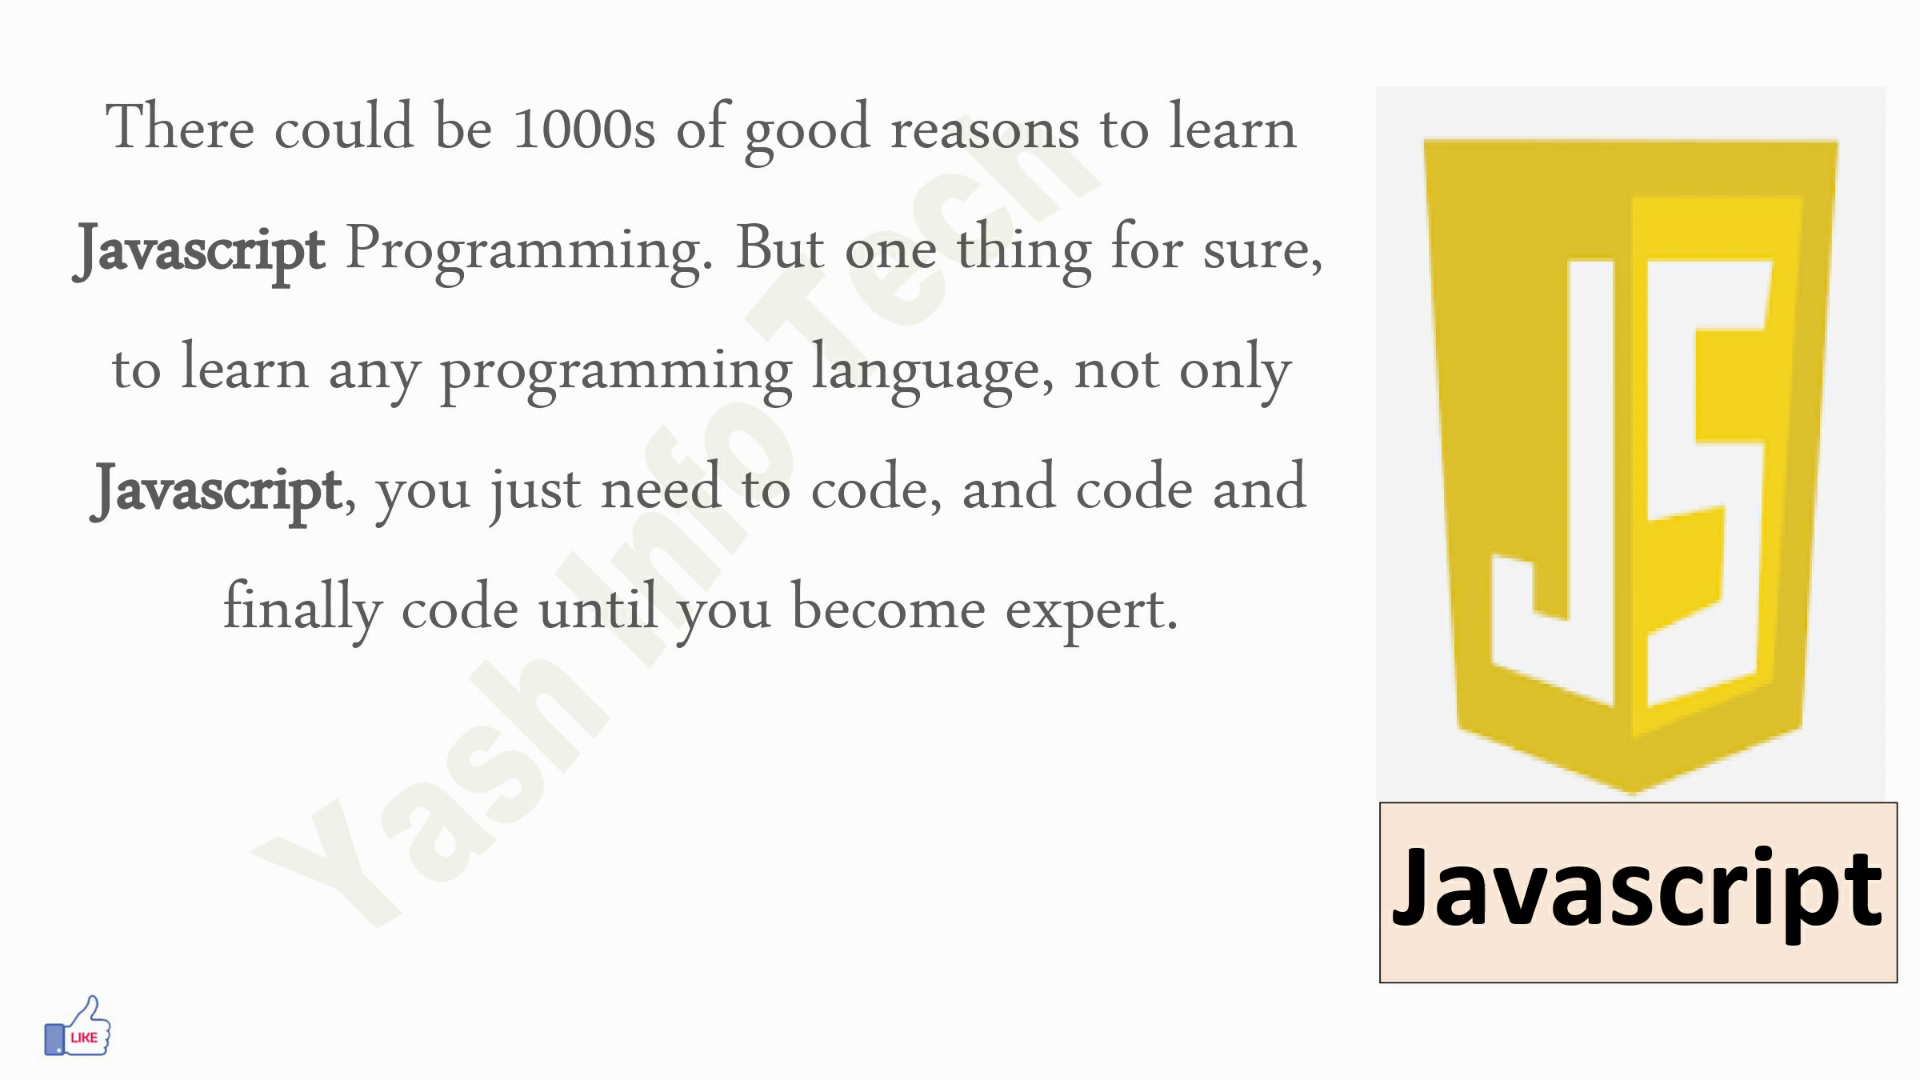 There could be 1000s of good reasons to learn
Javascript Programming. But one thing for sure,
to learn any programming language, not only
Javascript, you just need to code, and code and
finally code until you become expert.
Yash Info Tech
JS
Javascript
LIKE